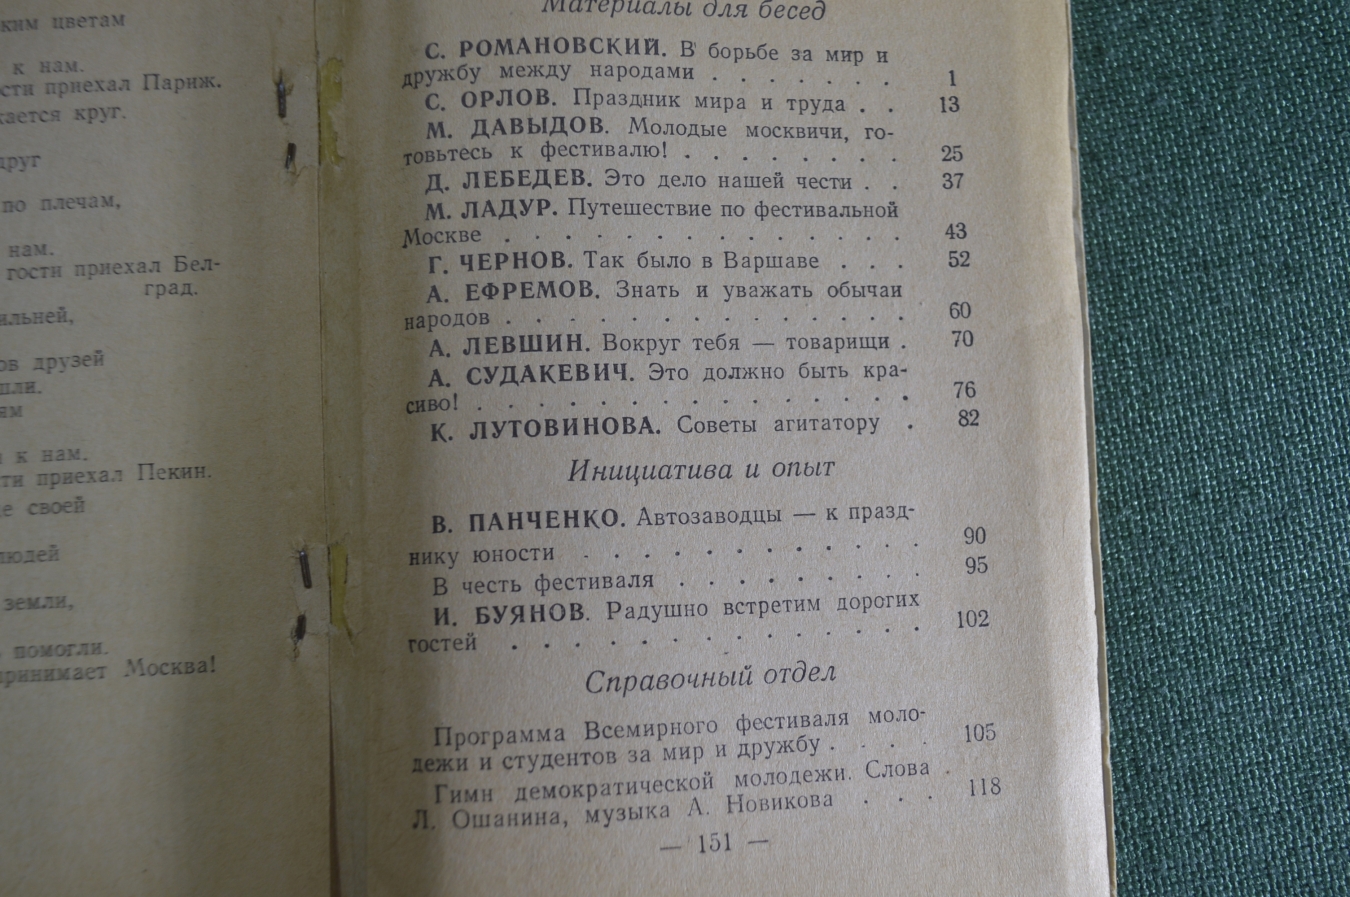 ким цветам
к нам.
сти приехал Париж.
кается круг.
друг
по плечам,
нам.
гости приехал Бел-
град.
ильней,
ов друзей
шли.
к нам.
ти приехал Пекин.
е своей
людей
земли,
помогли.
принимает Москва!
Материалы для бесед
С. РОМАНОВСКИЙ. В борьбе за мир и
дружбу между народами . . . . . . . 1
С. ОРЛОВ. Праздник мира и труда . . 13
М. ДАВЫДОВ. Молодые москвичи, го-
товьтесь к фестивалю! . . . . . . . . 25
Д. ЛЕБЕДЕВ. Это дело нашей чести . . 37
М. ЛАДУР. Путешествие по фестивальной
Москве . . . . . . . . . . . . . . 43
Г. ЧЕРНОВ. Так было в Варшаве . . . 52
А. ЕФРЕМОВ. Знать и уважать обычаи
народов . . . . . . . . . . . . . 60
А. ЛЕВШИН. Вокруг тебя — товарищи . 70
А. СУДАКЕВИЧ. Это должно быть кра-
сиво! . . . . . . . . . . . . . . . 76
К. ЛУТОВИНОВА. Советы агитатору . 82
Инициатива и опыт
В. ПАНЧЕНКО. Автозаводцы — к празд-
нику юности . . . . . . . . . . . . 90
В честь фестиваля . . . . . . . . . 95
И. БУЯНОВ. Радушно встретим дорогих
гостей . . . . . . . . . . . . . . 102
Справочный отдел
Программа Всемирного фестиваля моло-
дежи и студентов за мир и дружбу . . . . 105
Гимн демократической молодежи. Слова .
Л. Ошанина, музыка А. Новикова . . . 118
— 151 —